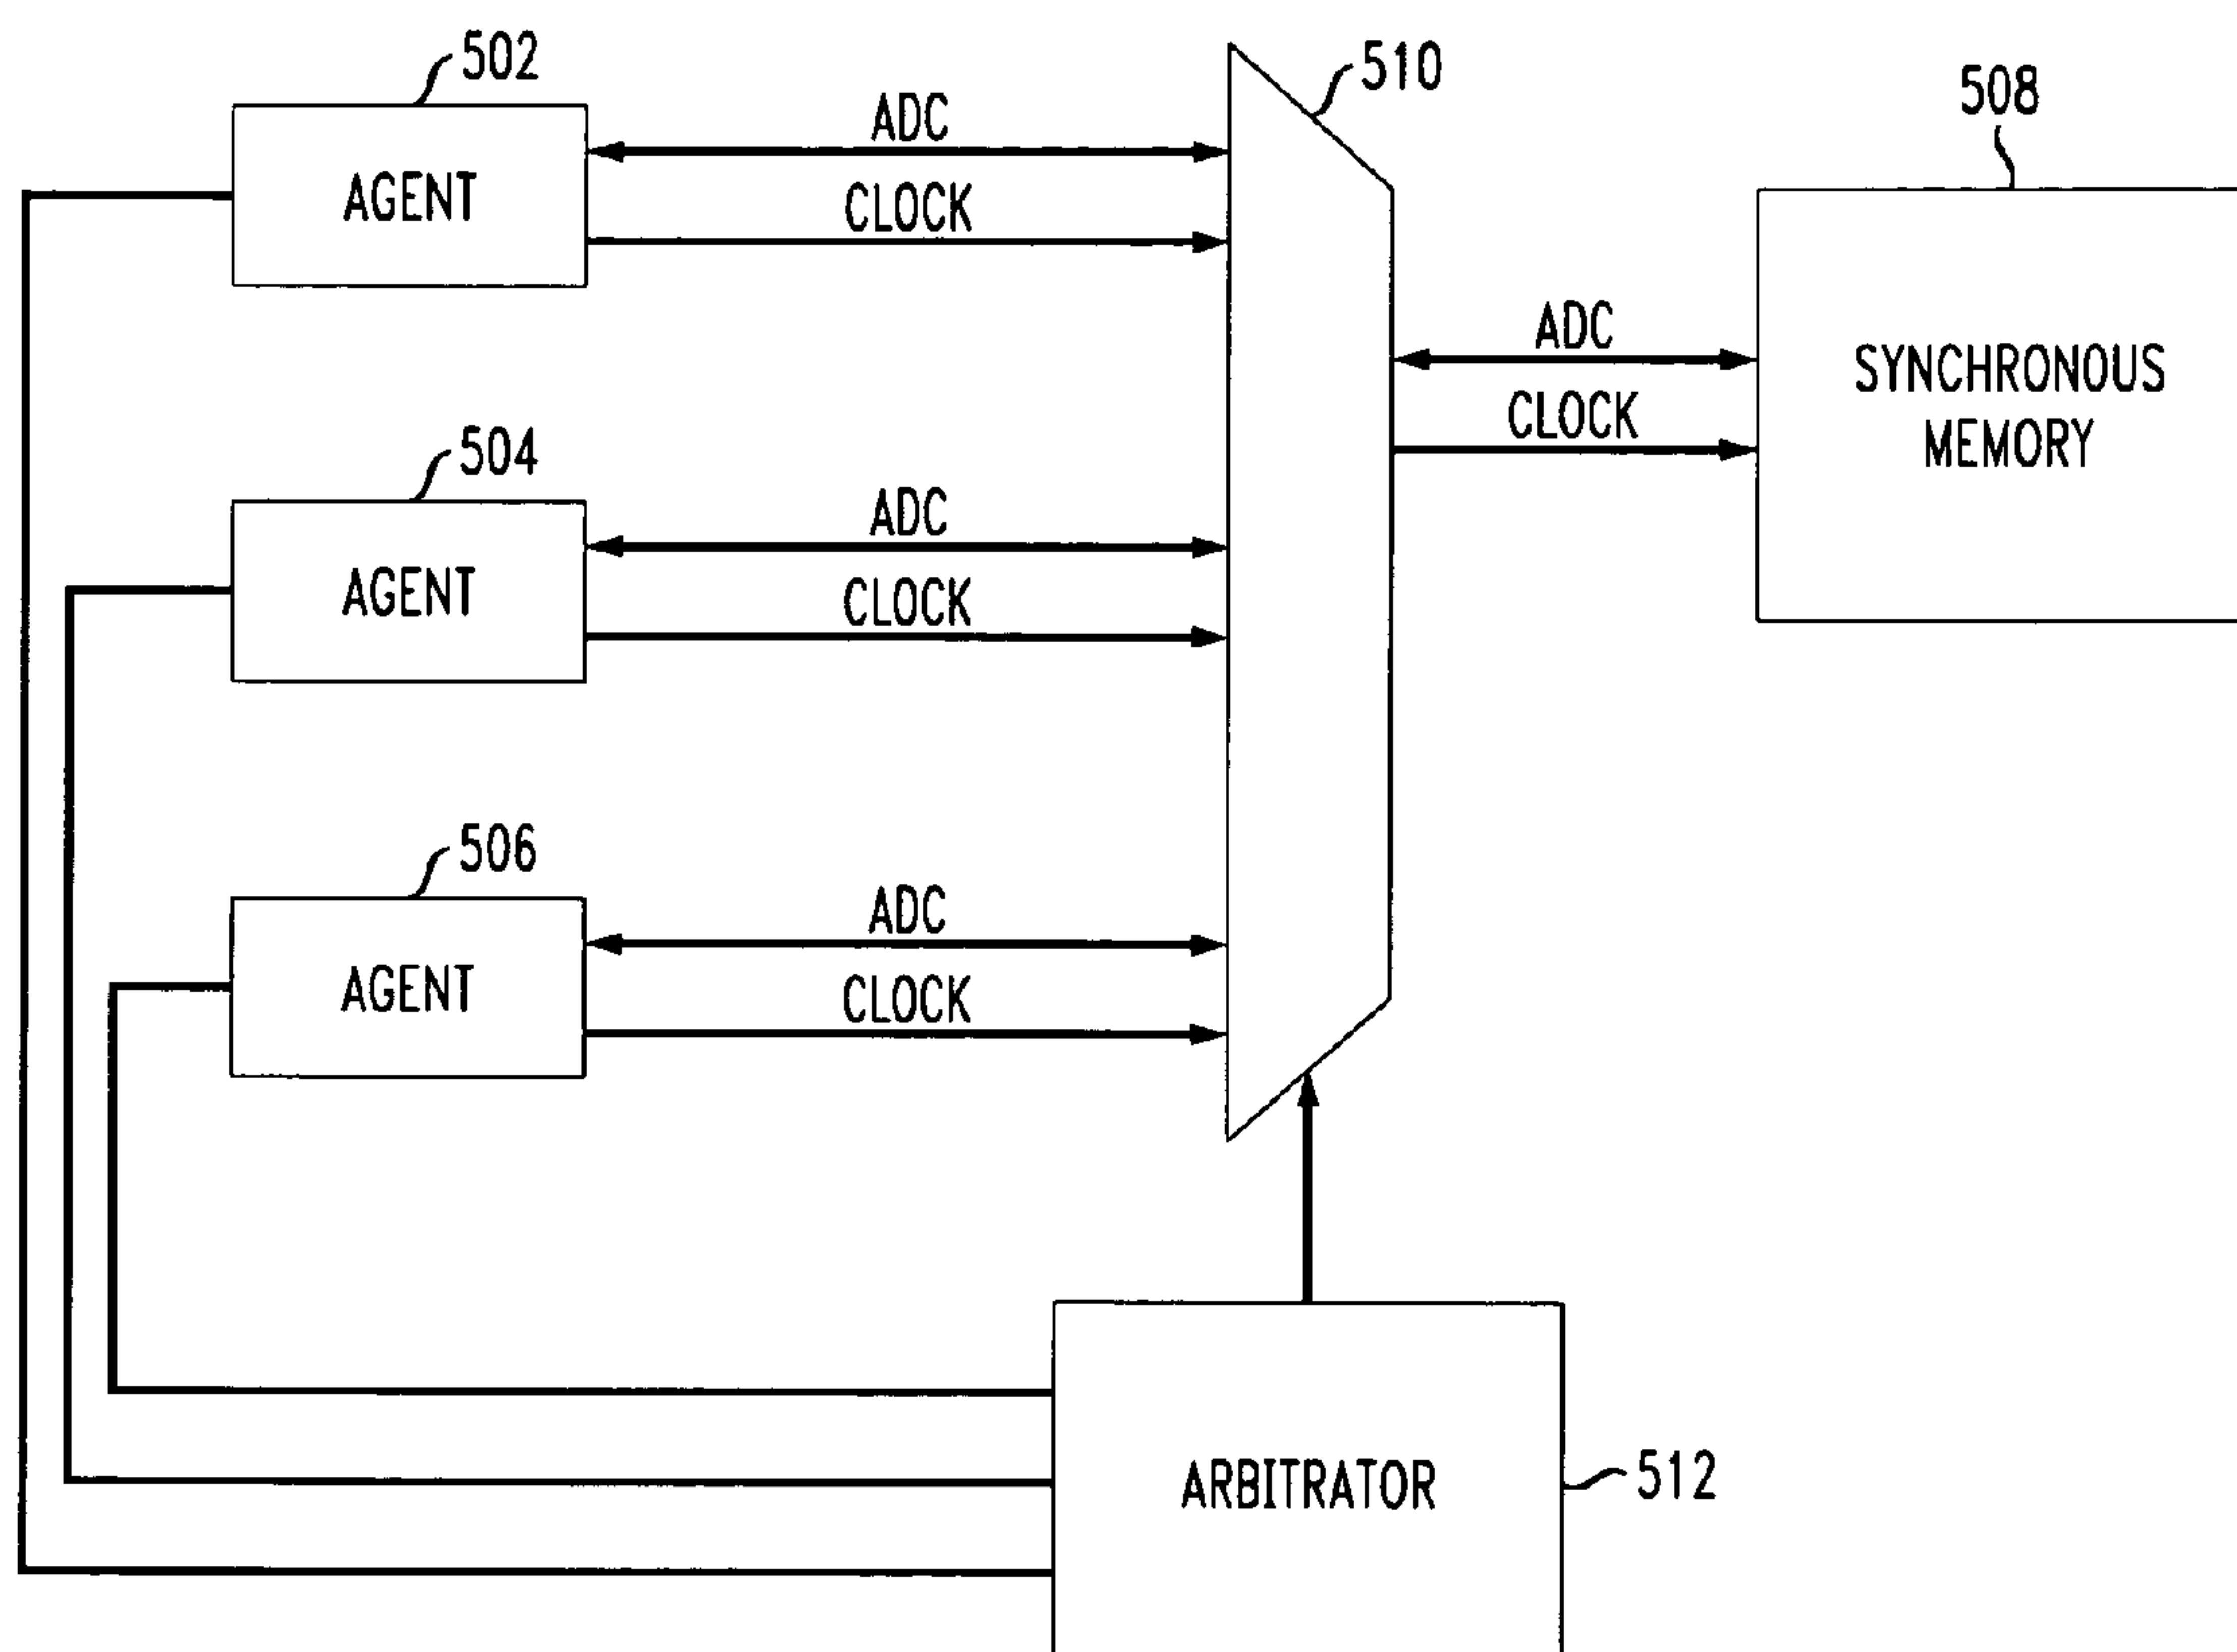 502
510
508
AGENT
ADC
CLOCK
ADC
CLOCK
SYNCHRONOUS
MEMORY
504
AGENT
ADC
CLOCK
506
AGENT
ADC
CLOCK
ARBITRATOR
512